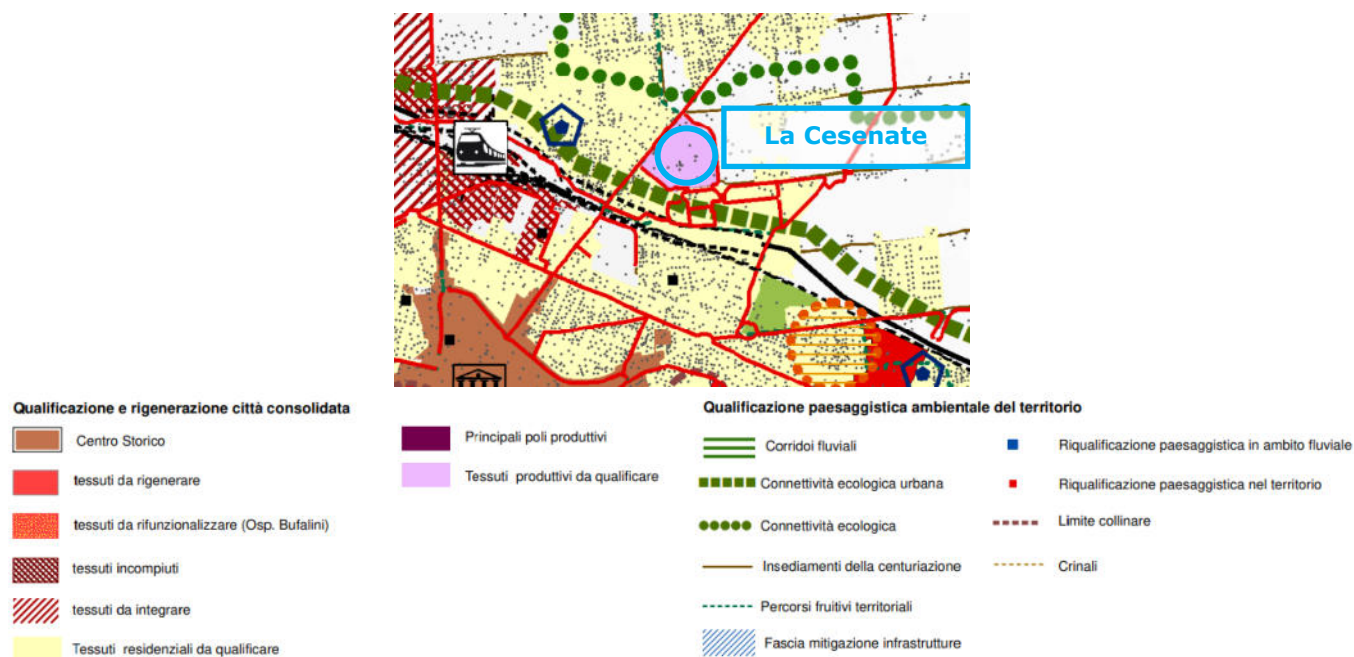 La Cesenate
Qualificazione e rigenerazione città consolidata
Centro Storico
tessuti da rigenerare
tessuti da rifunzionalizzare (Osp. Bufalini)
tessuti incompiuti
tessuti da integrare
Tessuti residenziali da qualificare
Principali poli produttivi
Tessuti produttivi da qualificare
Qualificazione paesaggistica ambientale del territorio
Corridoi fluviali
Connettività ecologica urbana
Connettività ecologica
Insediamenti della centuriazione
Percorsi fruitivi territoriali
Fascia mitigazione infrastrutture
Riqualificazione paesaggistica in ambito fluviale
Riqualificazione paesaggistica nel territorio
Limite collinare
Crinali